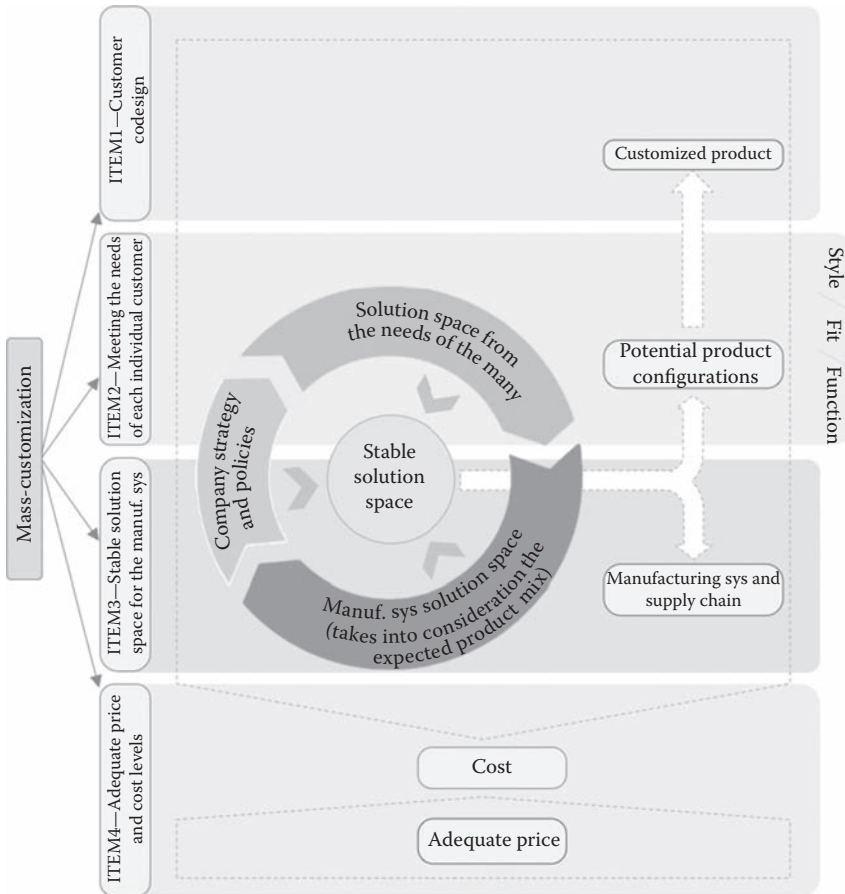 Mass-customization
ITEM1—Customer
codesign
Customized product
ITEM2—Meeting the needs
of each individual customer
Solution space from
the needs of the many
Potential product
configurations
Style
/
Fit
/
Function
Company strategy
and policies
Stable
solution
space
ITEM3—Stable solution
space for the manuf. sys
Manuf. sys solution space
(takes into consideration the
expected product mix)
Manufacturing sys and
supply chain
ITEM4—Adequate price
and cost levels
Cost
Adequate price